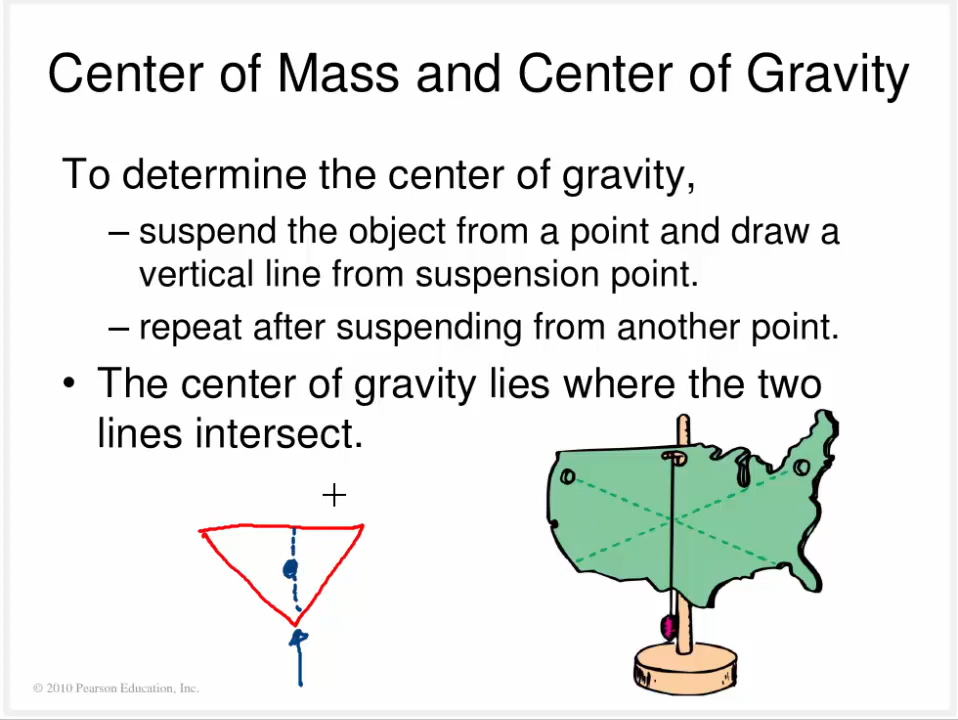 Center of Mass and Center of Gravity
To determine the center of gravity,
– suspend the object from a point and draw a
vertical line from suspension point.
– repeat after suspending from another point.
• The center of gravity lies where the two
lines intersect.
© 2010 Pearson Education, Inc.